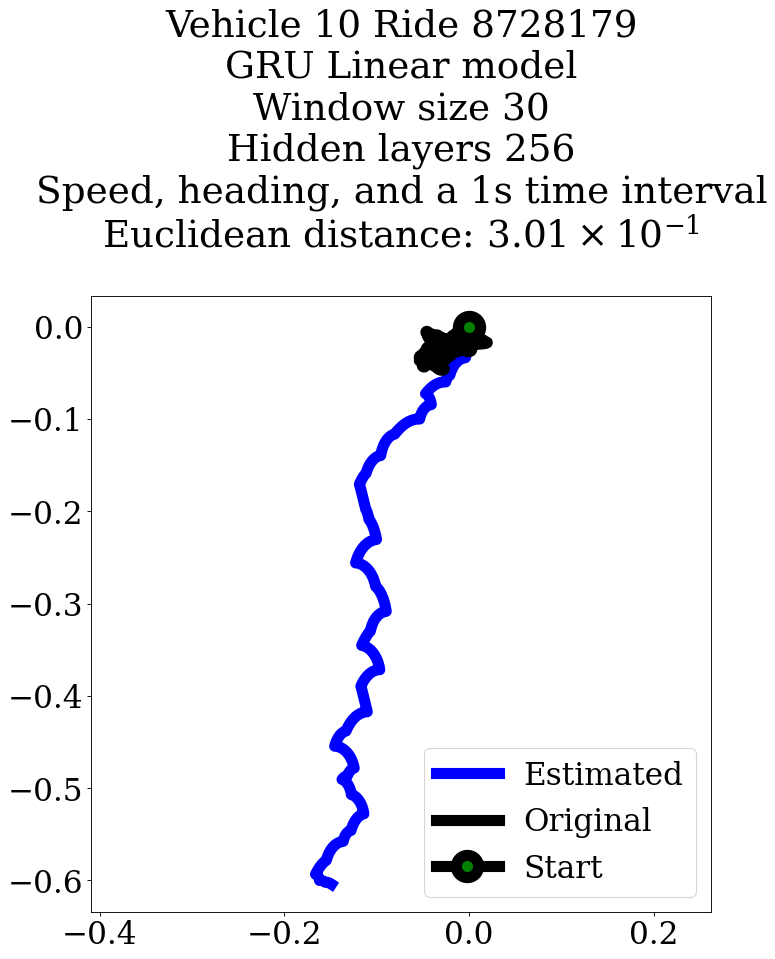 Vehicle 10 Ride 8728179
GRU Linear model
Window size 30
Hidden layers 256
Speed, heading, and a 1s time interval
Euclidean distance: 3.01 × 10⁻¹
0.0
−0.1
−0.2
−0.3
−0.4
−0.5
−0.6
Estimated
Original
Start
−0.4 −0.2 0.0 0.2